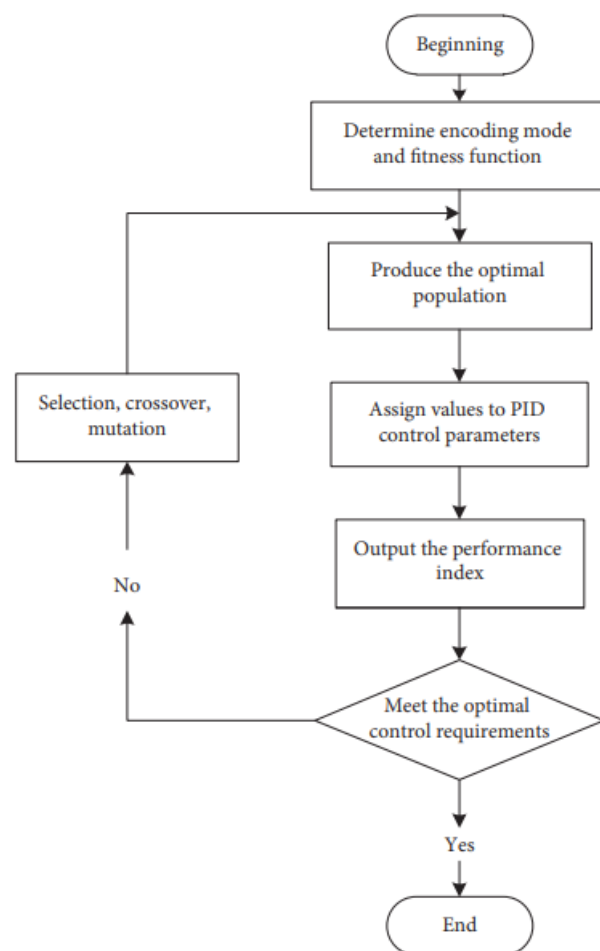 Beginning
Determine encoding mode
and fitness function
Produce the optimal
population
Selection, crossover,
mutation
Assign values to PID
control parameters
Output the performance
index
No
Meet the optimal
control requirements
Yes
End